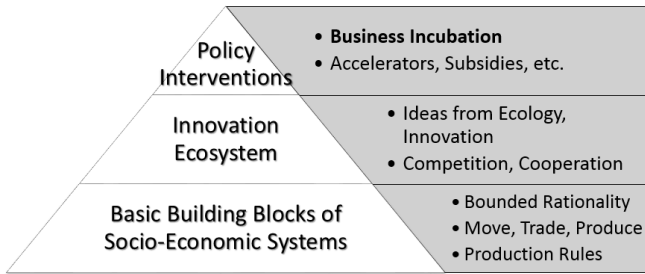 Policy
Interventions
• Business Incubation
• Accelerators, Subsidies, etc.
Innovation
Ecosystem
• Ideas from Ecology,
Innovation
• Competition, Cooperation
Basic Building Blocks of
Socio-Economic Systems
• Bounded Rationality
• Move, Trade, Produce
• Production Rules